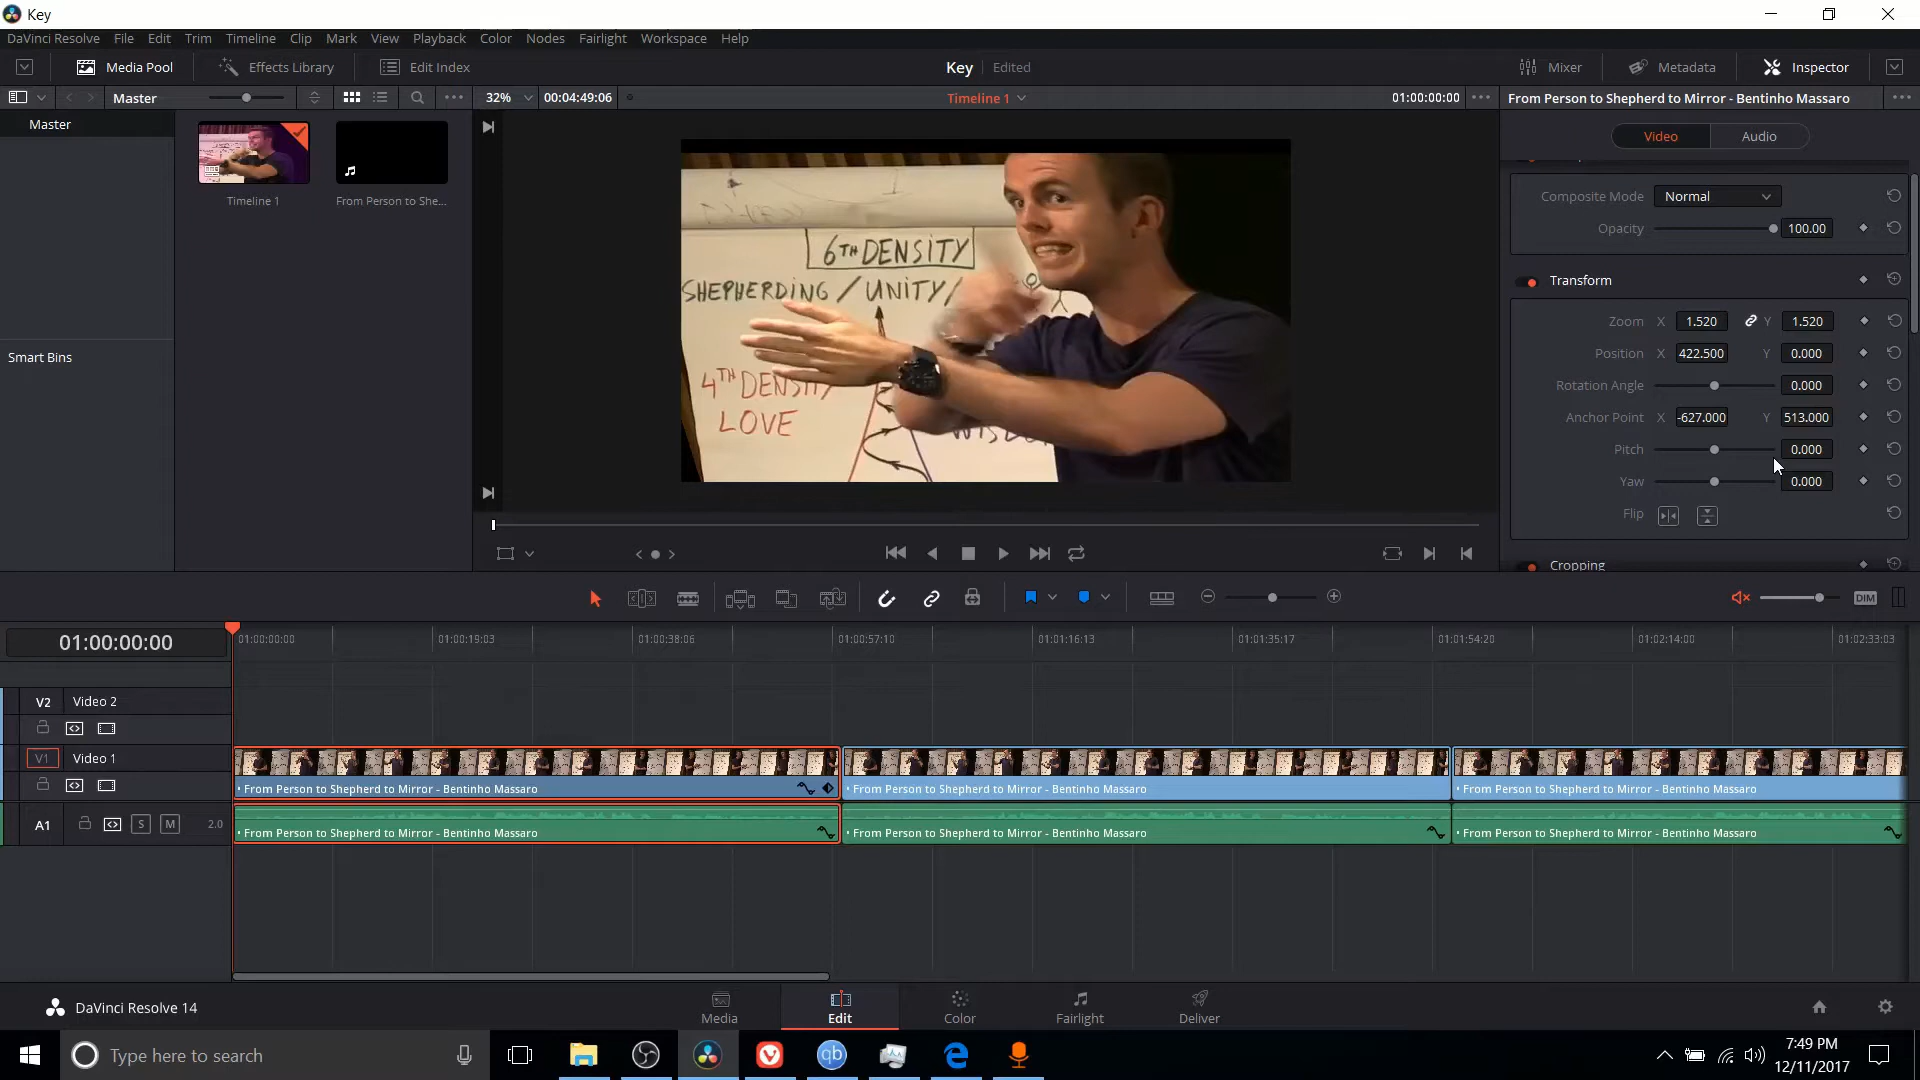 Key
DaVinci Resolve File Edit Trim Timeline Clip Mark View Playback Color Nodes Fairlight Workspace Help
Media Pool Effects Library Edit Index Key Edited Mixer Metadata Inspector
Master 32% 00:04:49:06 Timeline 1 01:00:00:00 From Person to Shepherd to Mirror - Bentinho Massaro
Master
Smart Bins
Timeline 1 From Person to She...
6TH DENSITY
SHEPHERDING / UNITY /
4TH DENSITY
LOVE
Video Audio
Composite Mode Normal
Opacity 100.00
Transform
Zoom X 1.520 Y 1.520
Position X 422.500 Y 0.000
Rotation Angle 0.000
Anchor Point X -627.000 Y 513.000
Pitch 0.000
Yaw 0.000
Flip
Cropping
DIM
01:00:00:00 01:00:00:00 01:00:19:03 01:00:38:06 01:00:57:10 01:01:16:13 01:01:35:17 01:01:54:20 01:02:14:00 01:02:33:03
V2 Video 2
V1 Video 1
From Person to Shepherd to Mirror - Bentinho Massaro From Person to Shepherd to Mirror - Bentinho Massaro From Person to Shepherd to Mirror - Bentinho Massaro
A1 S M 2.0
From Person to Shepherd to Mirror - Bentinho Massaro From Person to Shepherd to Mirror - Bentinho Massaro From Person to Shepherd to Mirror - Bentinho Massaro
DaVinci Resolve 14 Media Edit Color Fairlight Deliver
Type here to search qb 7:49 PM
12/11/2017